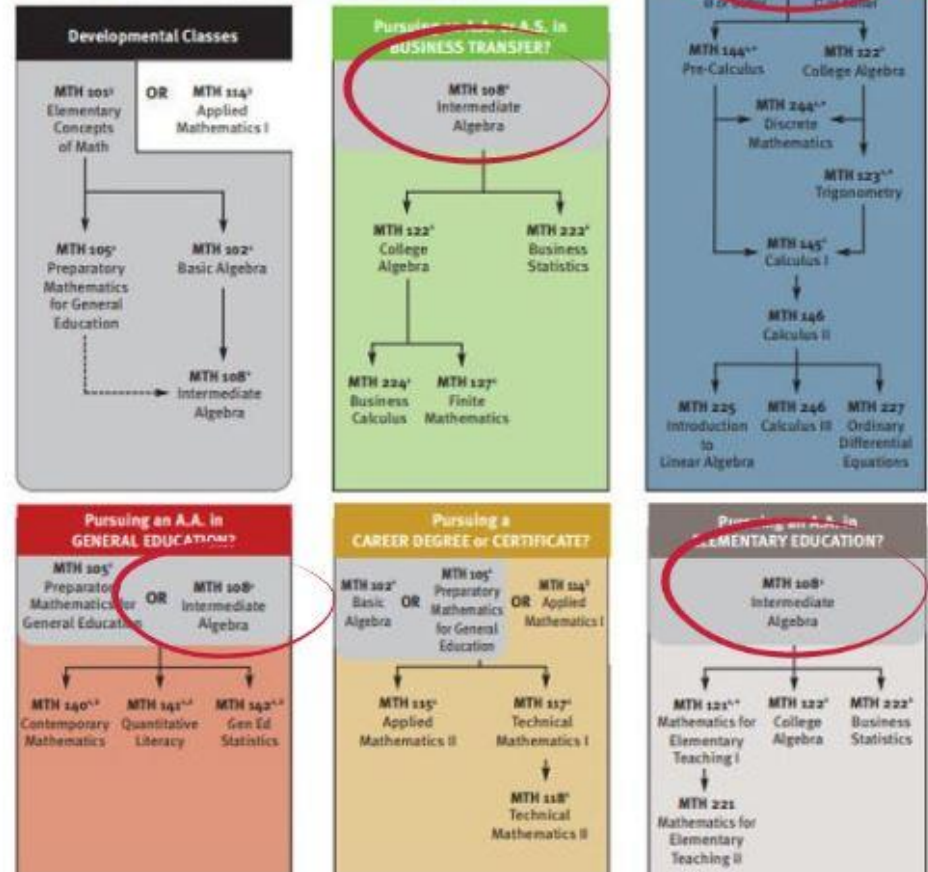 Developmental Classes
MTH 101
OR
MTH 114
Elementary
Concepts
of Math
Applied
Mathematics I
MTH 105
Preparatory
Mathematics
for General
Education
MTH 102
Basic Algebra
MTH 108
Intermediate
Algebra
Pursuing an A.A. or A.S. in
BUSINESS TRANSFER?
MTH 108
Intermediate
Algebra
MTH 122
College
Algebra
MTH 222
Business
Statistics
MTH 224
Business
Calculus
MTH 127
Finite
Mathematics
MTH 144
Pre-Calculus
MTH 122
College Algebra
MTH 244
Discrete
Mathematics
MTH 123
Trigonometry
MTH 145
Calculus I
MTH 146
Calculus II
MTH 225
Introduction
to
Linear Algebra
MTH 246
Calculus III
MTH 227
Ordinary
Differential
Equations
Pursuing an A.A. in
GENERAL EDUCATION?
MTH 105
Preparatory
Mathematics for
General Education
OR
MTH 108
Intermediate
Algebra
MTH 140
Contemporary
Mathematics
MTH 141
Quantitative
Literacy
MTH 142
Gen Ed
Statistics
Pursuing a
CAREER DEGREE or CERTIFICATE?
MTH 102
Basic
Algebra
OR
MTH 105
Preparatory
Mathematics
for General
Education
OR
MTH 114
Applied
Mathematics I
MTH 115
Applied
Mathematics II
MTH 117
Technical
Mathematics I
MTH 118
Technical
Mathematics II
Pursuing an A.A. in
ELEMENTARY EDUCATION?
MTH 108
Intermediate
Algebra
MTH 121
Mathematics for
Elementary
Teaching I
MTH 122
College
Algebra
MTH 222
Business
Statistics
MTH 221
Mathematics for
Elementary
Teaching II